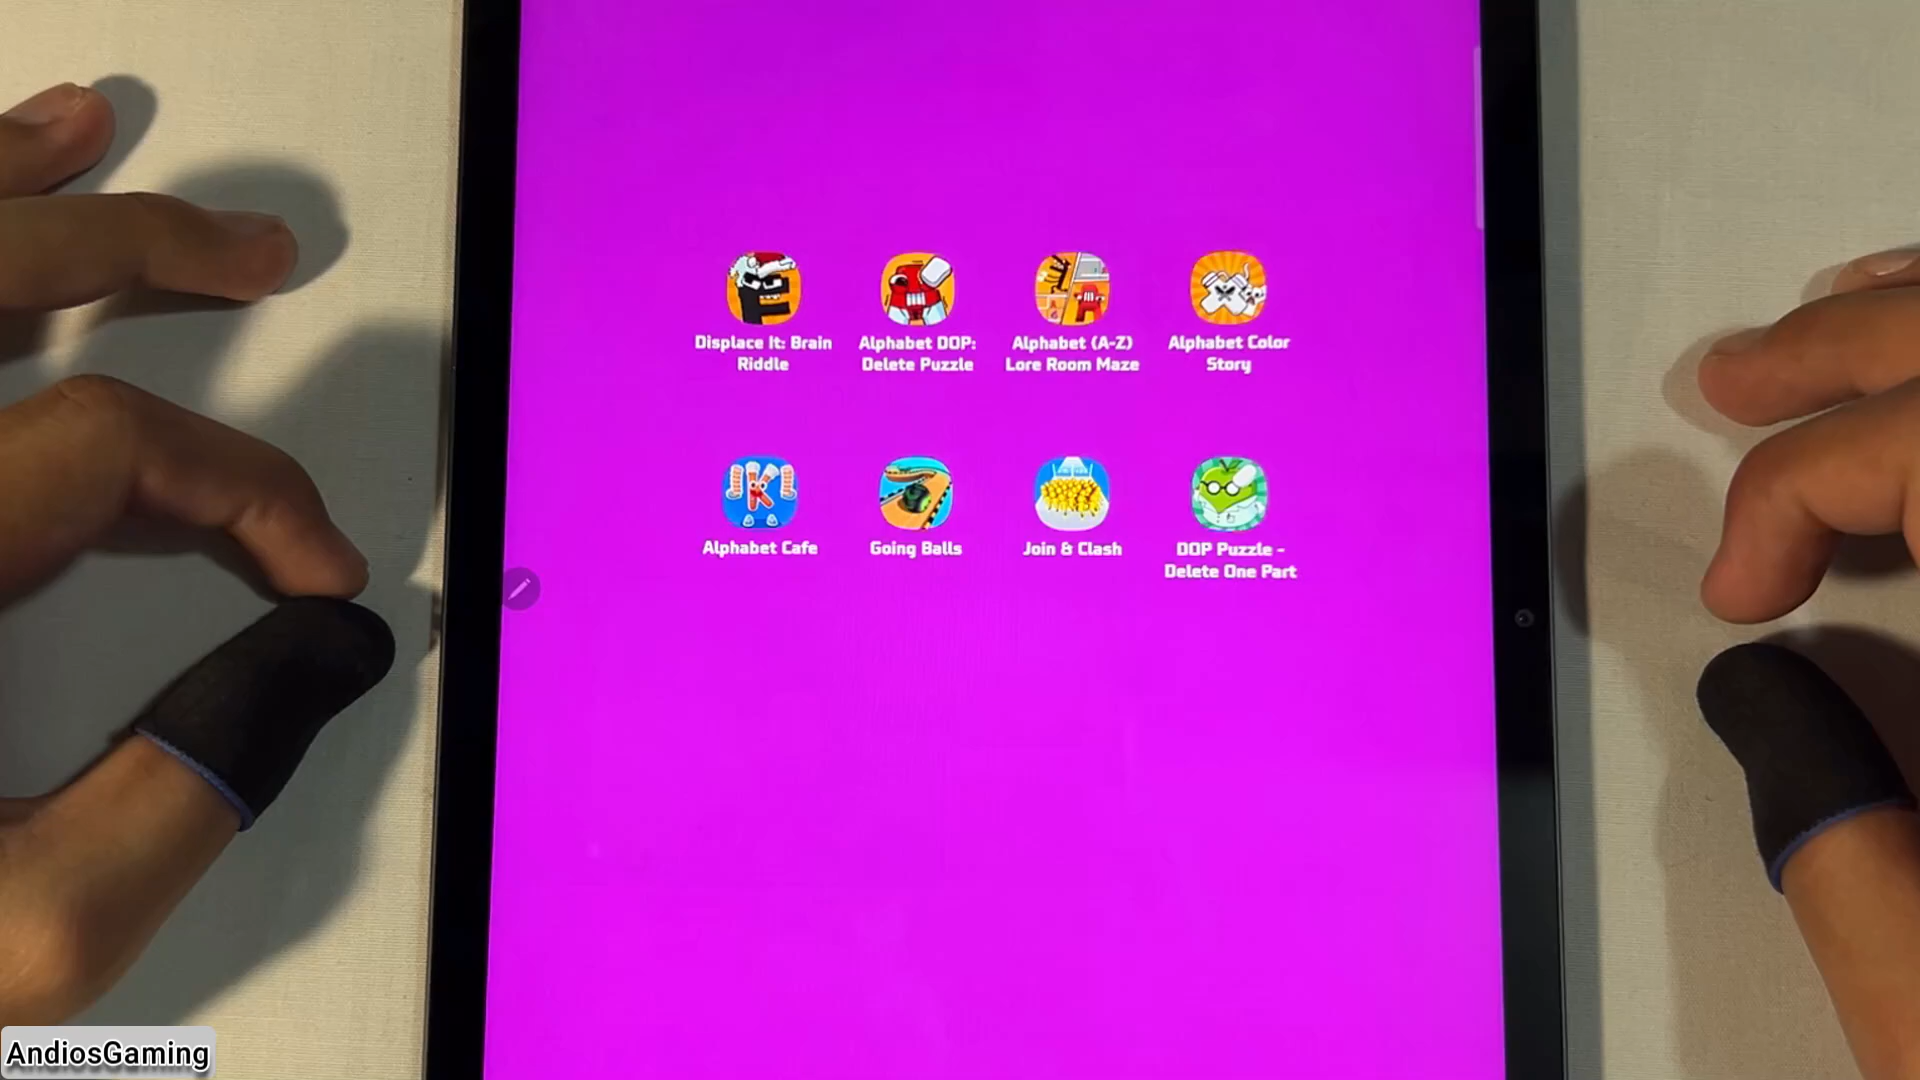 Displace It: Brain
Riddle
Alphabet DOP:
Delete Puzzle
Alphabet (A-Z)
Lore Room Maze
Alphabet Color
Story
Alphabet Cafe
Going Balls
Join & Clash
DOP Puzzle -
Delete One Part
AndiosGaming